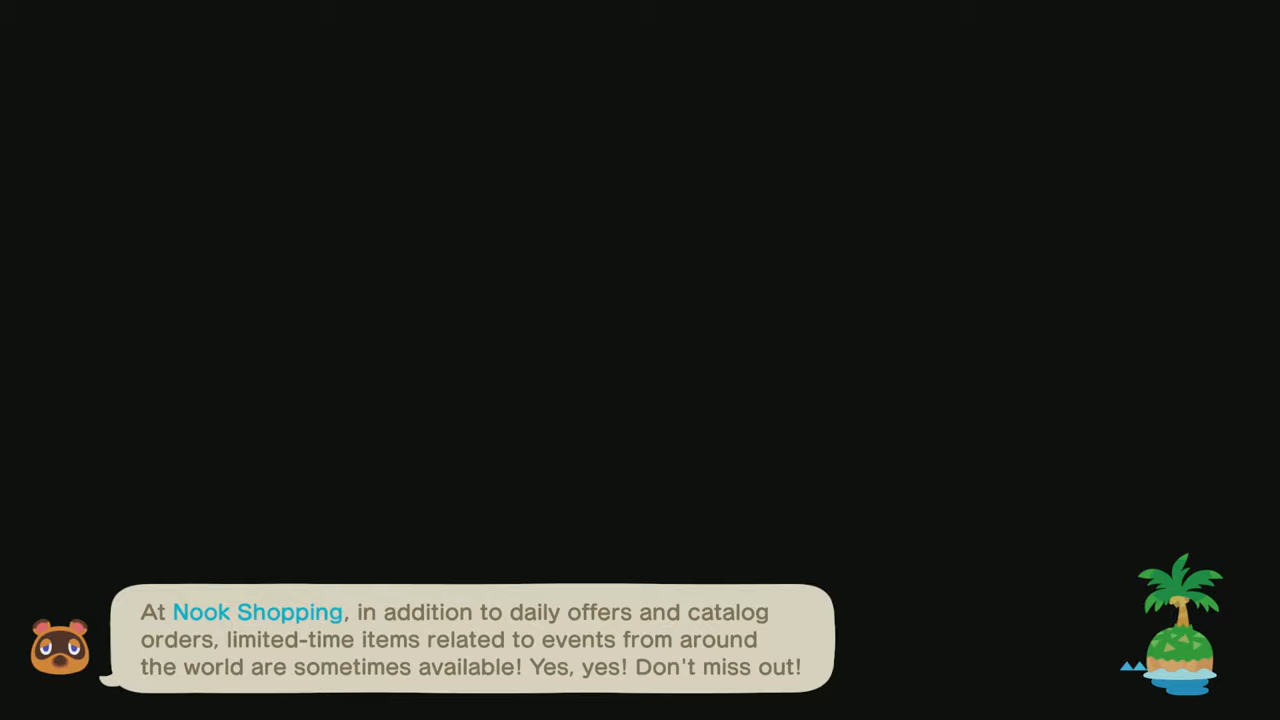 At Nook Shopping, in addition to daily offers and catalog
orders, limited-time items related to events from around
the world are sometimes available! Yes, yes! Don't miss out!